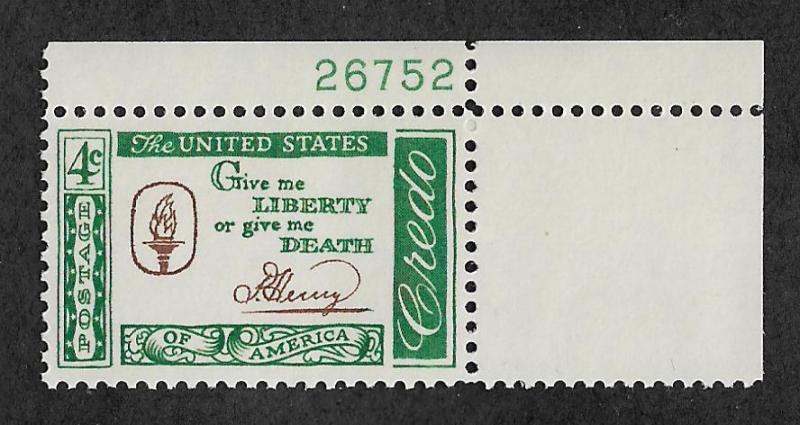 26752
4c
The UNITED STATES
POSTAGE
Give me
LIBERTY
or give me
DEATH
P. Henry
Credo
OF AMERICA